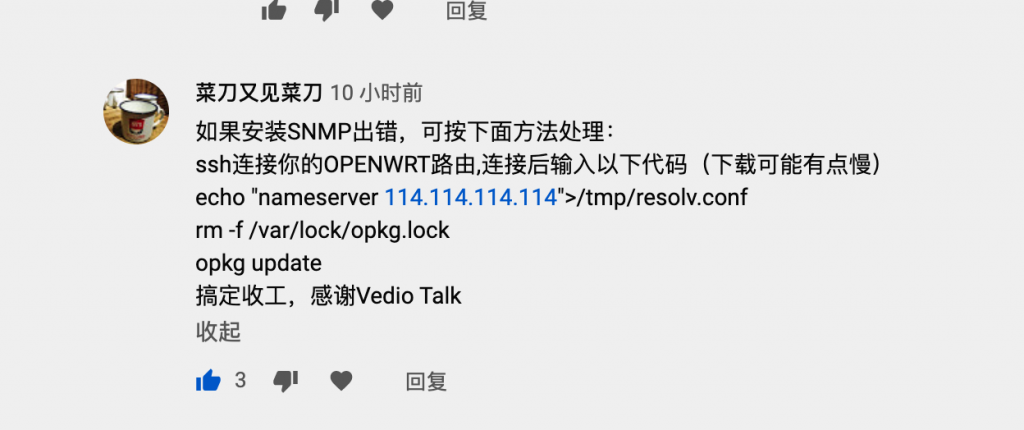 回复
菜刀又见菜刀 10 小时前
如果安装SNMP出错，可按下面方法处理：
ssh连接你的OPENWRT路由,连接后输入以下代码（下载可能有点慢）
echo "nameserver 114.114.114.114">/tmp/resolv.conf
rm -f /var/lock/opkg.lock
opkg update
搞定收工，感谢Vedio Talk
收起
3 回复